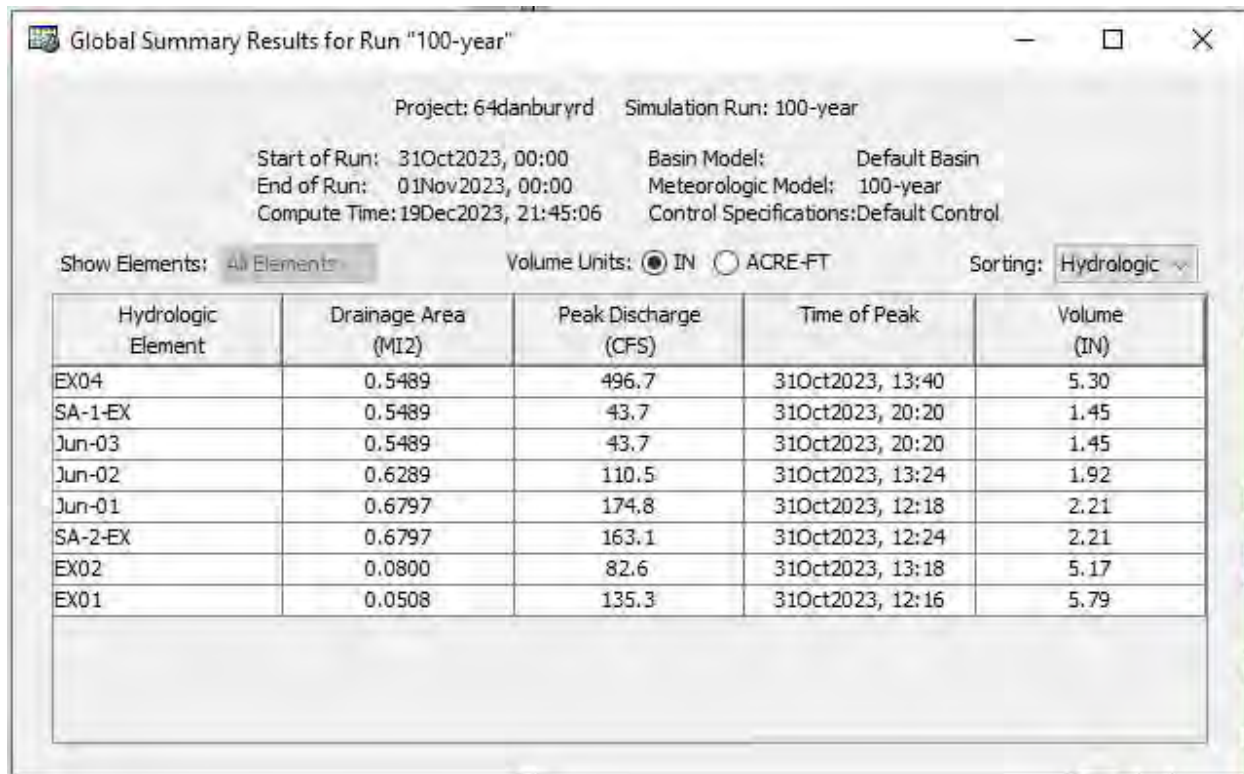 Global Summary Results for Run "100-year"
Project: 64danburyrd Simulation Run: 100-year
Start of Run: 31Oct2023, 00:00 Basin Model: Default Basin
End of Run: 01Nov2023, 00:00 Meteorologic Model: 100-year
Compute Time:19Dec2023, 21:45:06 Control Specifications:Default Control
Show Elements: All Elements Volume Units: IN ACRE-FT Sorting: Hydrologic
Hydrologic Drainage Area Peak Discharge Time of Peak Volume
Element (MI2) (CFS) (IN)
EX04 0.5489 496.7 31Oct2023, 13:40 5.30
SA-1-EX 0.5489 43.7 31Oct2023, 20:20 1.45
Jun-03 0.5489 43.7 31Oct2023, 20:20 1.45
Jun-02 0.6289 110.5 31Oct2023, 13:24 1.92
Jun-01 0.6797 174.8 31Oct2023, 12:18 2.21
SA-2-EX 0.6797 163.1 31Oct2023, 12:24 2.21
EX02 0.0800 82.6 31Oct2023, 13:18 5.17
EX01 0.0508 135.3 31Oct2023, 12:16 5.79